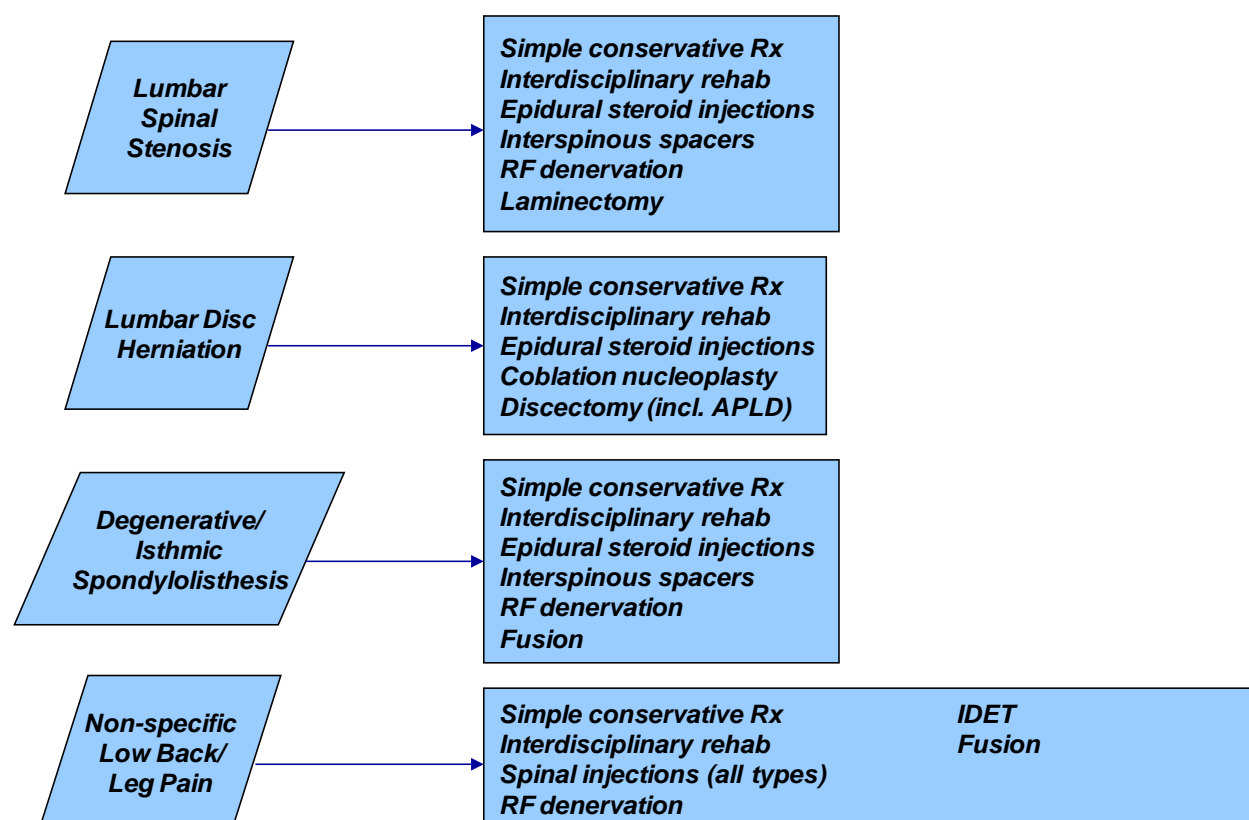 Lumbar
Spinal
Stenosis
Simple conservative Rx
Interdisciplinary rehab
Epidural steroid injections
Interspinous spacers
RF denervation
Laminectomy
Lumbar Disc
Herniation
Simple conservative Rx
Interdisciplinary rehab
Epidural steroid injections
Coblation nucleoplasty
Discectomy (incl. APLD)
Degenerative/
Isthmic
Spondylolisthesis
Simple conservative Rx
Interdisciplinary rehab
Epidural steroid injections
Interspinous spacers
RF denervation
Fusion
Non-specific
Low Back/
Leg Pain
Simple conservative Rx
Interdisciplinary rehab
Spinal injections (all types)
RF denervation
IDET
Fusion